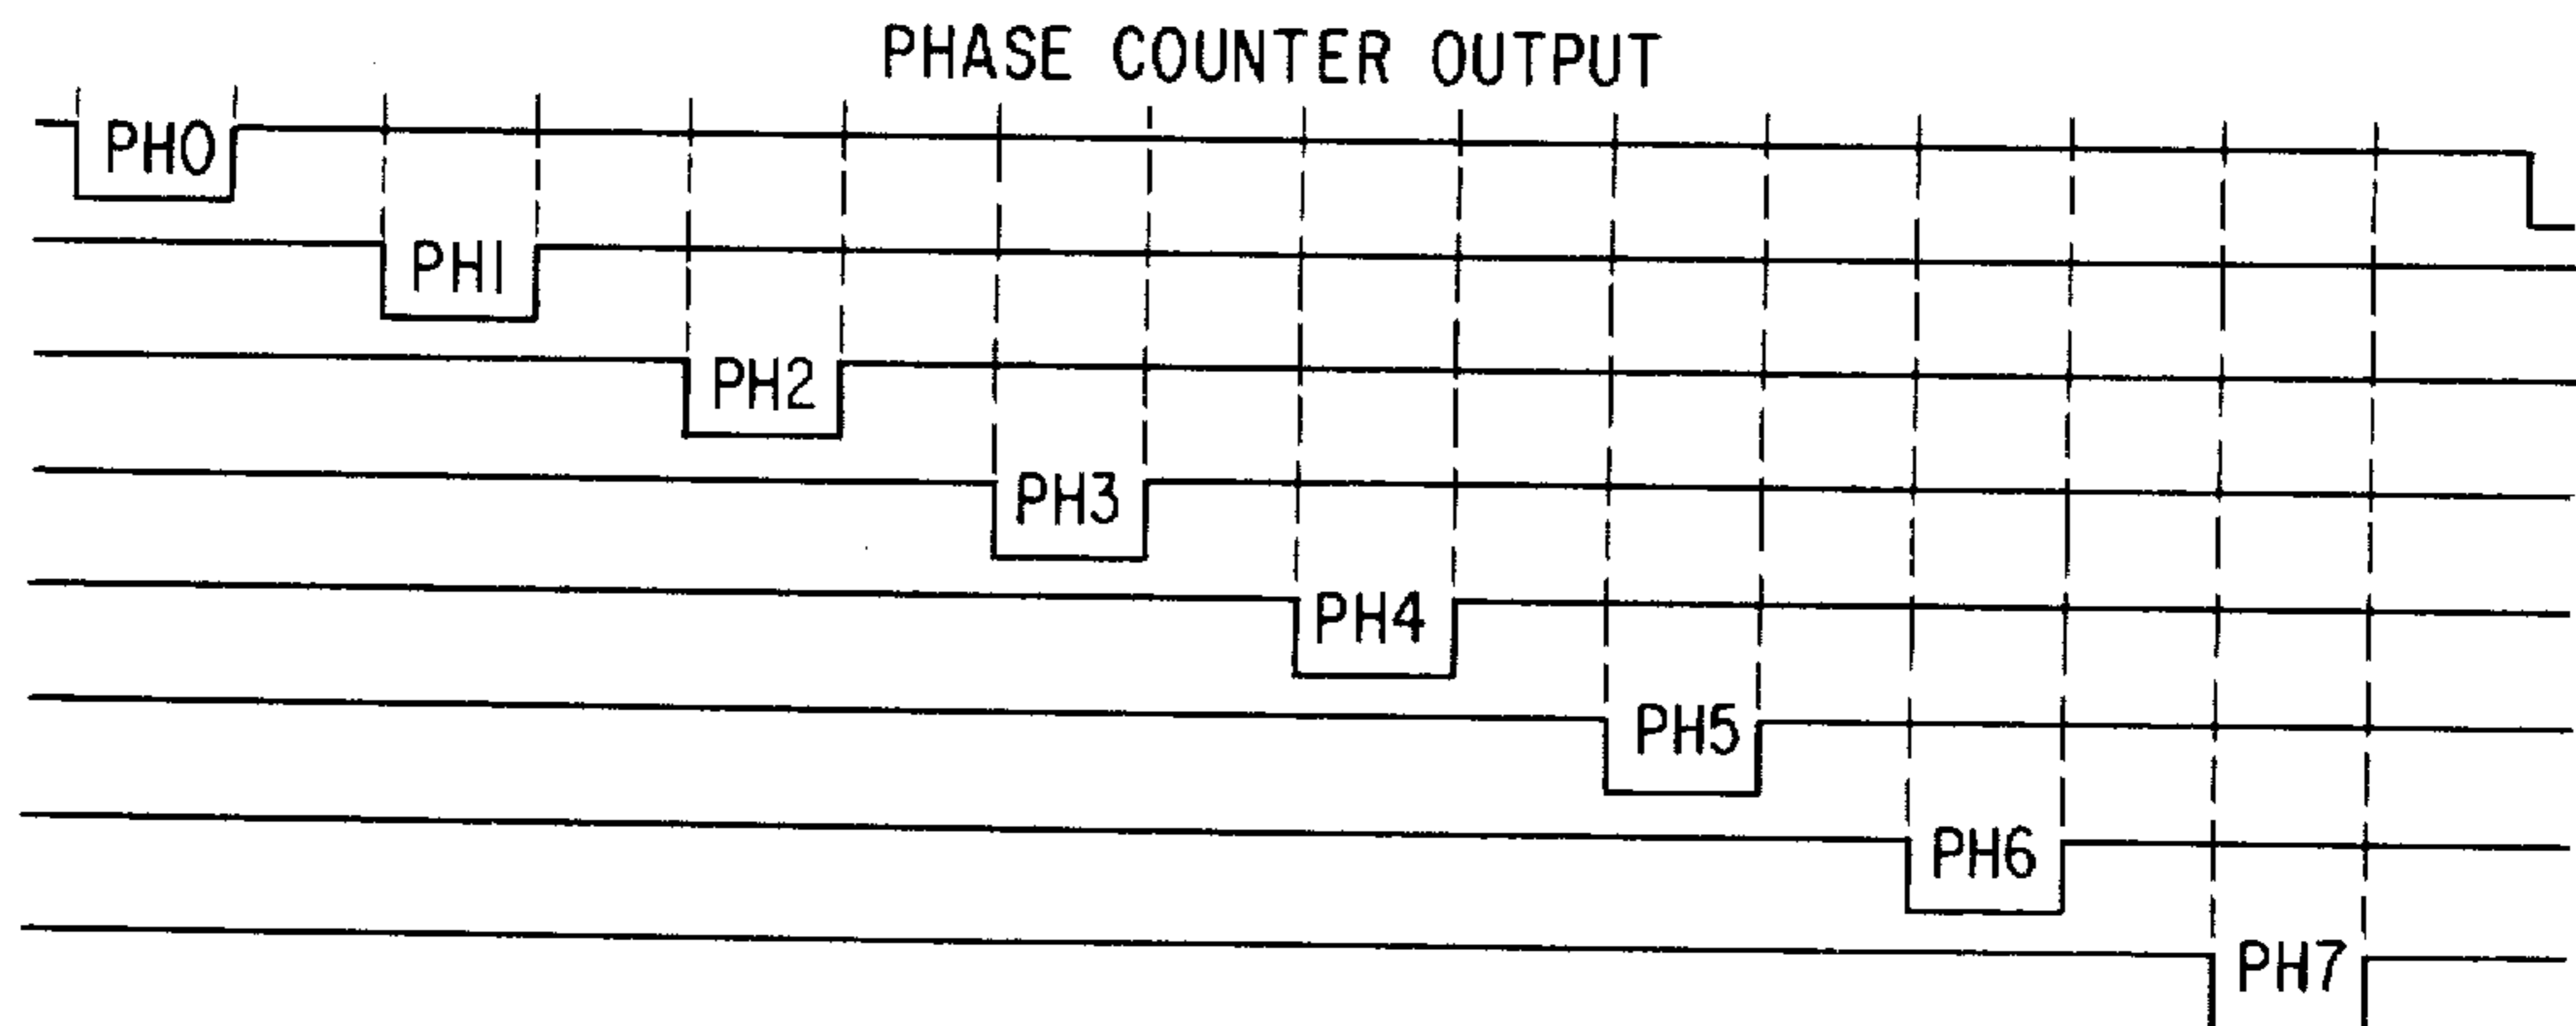 PHASE COUNTER OUTPUT
PH0
PH1
PH2
PH3
PH4
PH5
PH6
PH7